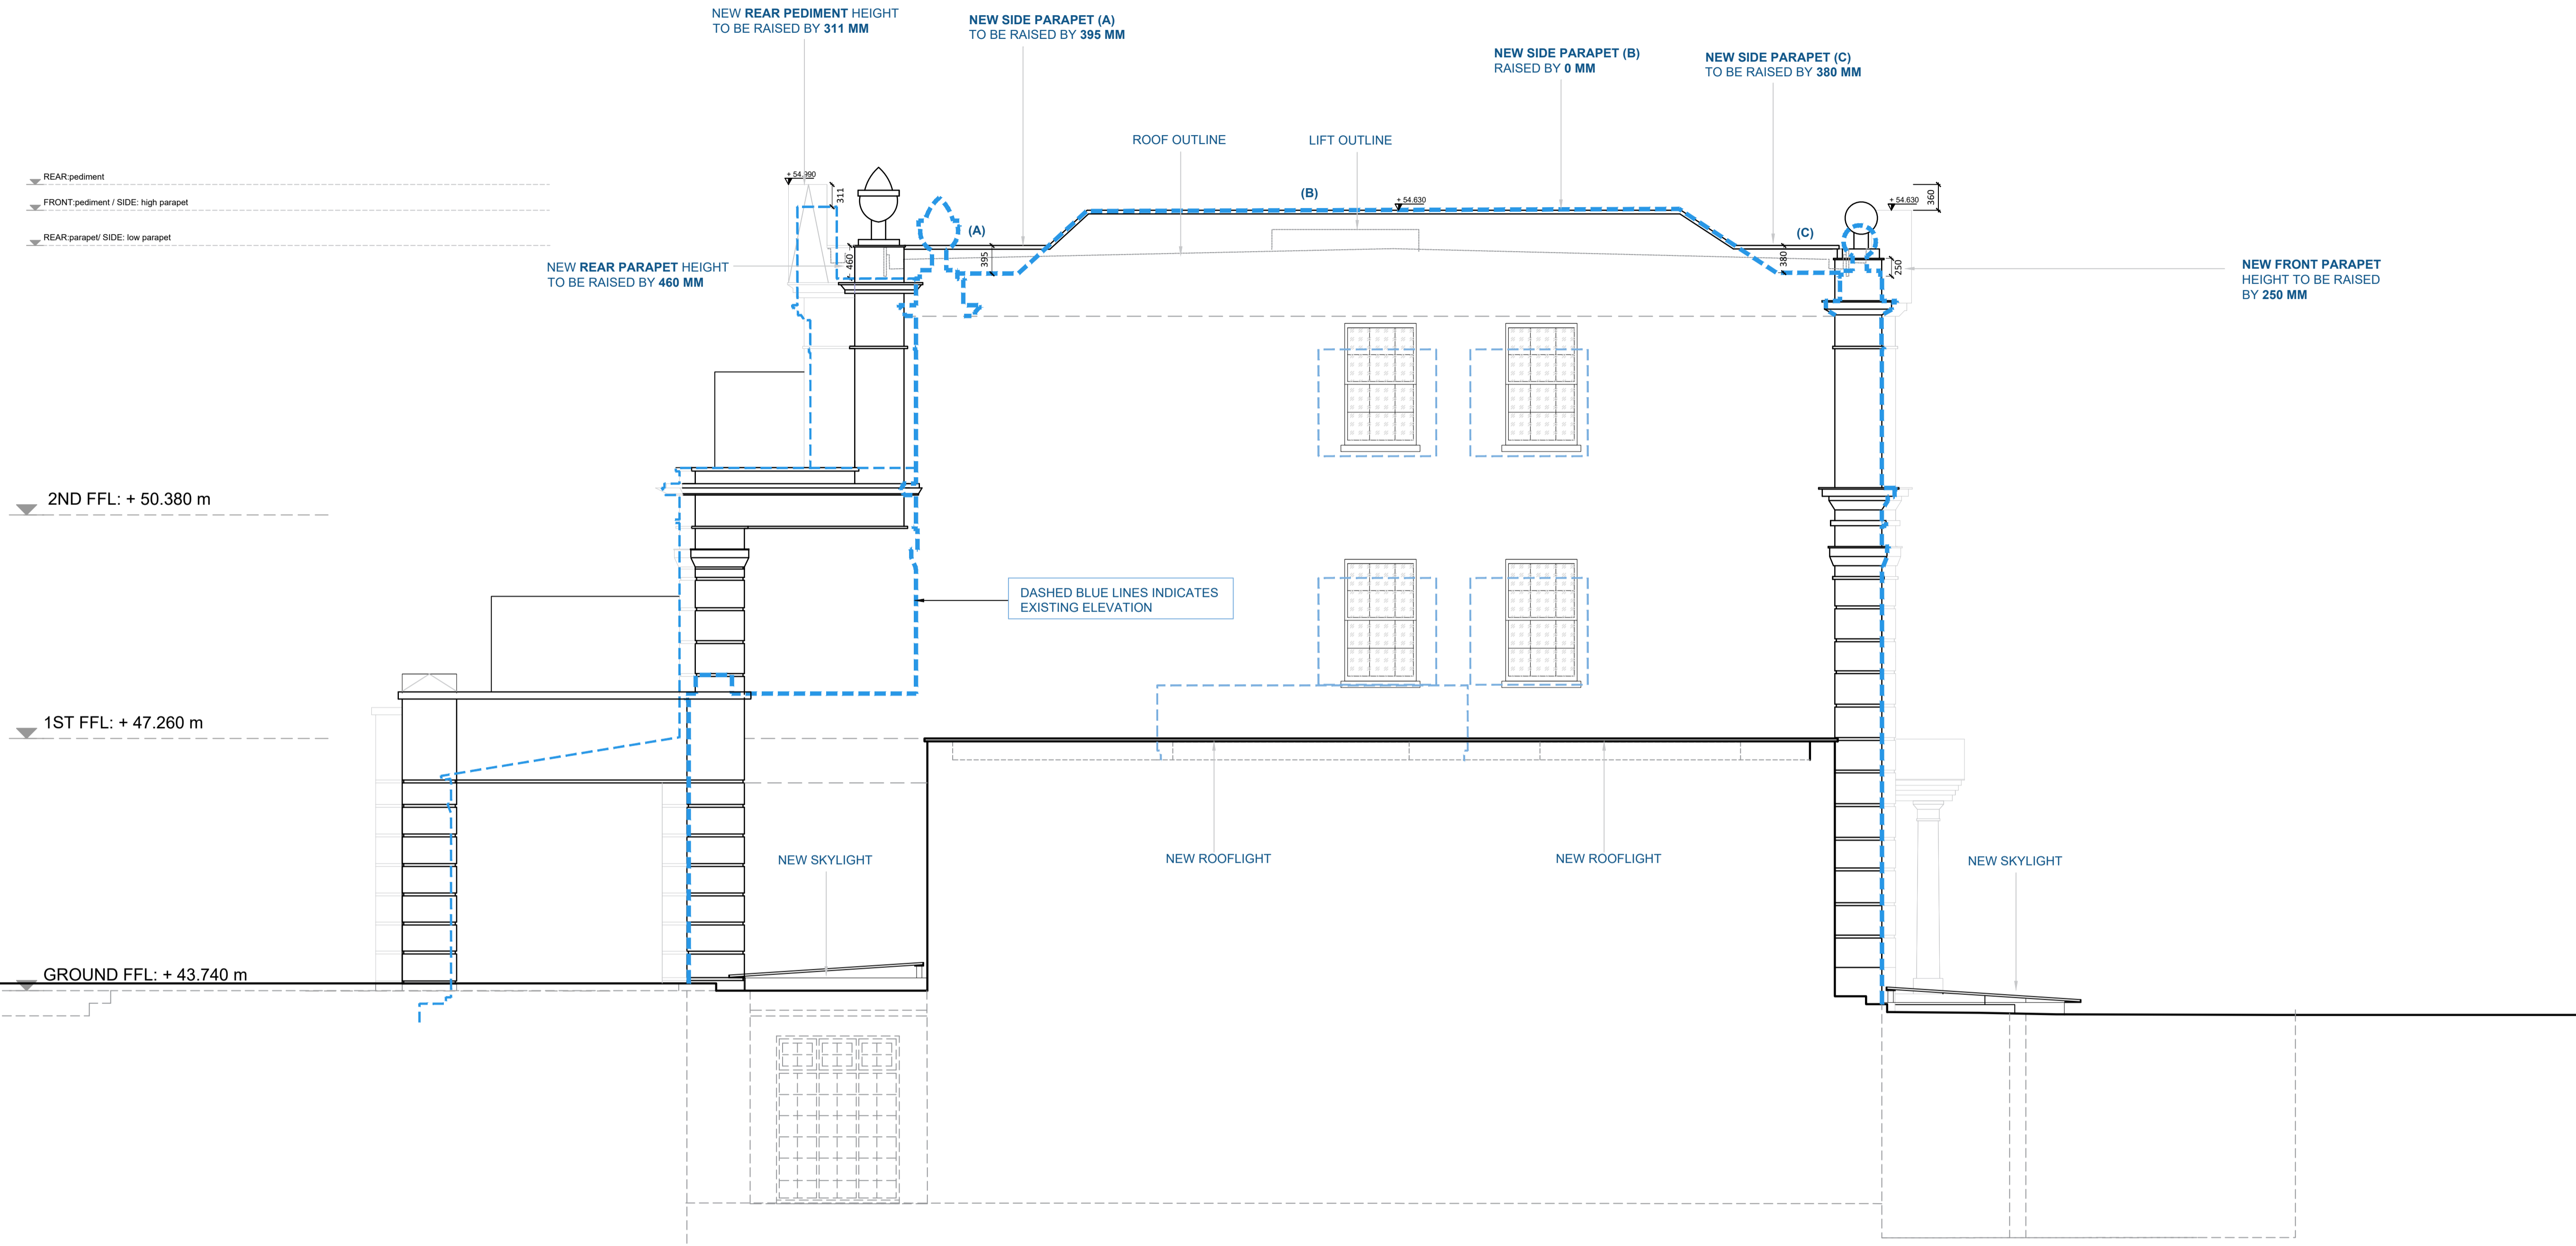 NEW REAR PEDIMENT HEIGHT
TO BE RAISED BY 311 MM
NEW SIDE PARAPET (A)
TO BE RAISED BY 395 MM
NEW SIDE PARAPET (B)
RAISED BY 0 MM
NEW SIDE PARAPET (C)
TO BE RAISED BY 380 MM
ROOF OUTLINE
LIFT OUTLINE
REAR:pediment
+ 54.990
311
(B)
+ 54.630
+ 54.630
360
FRONT:pediment / SIDE: high parapet
(A)
(C)
REAR:parapet/ SIDE: low parapet
460
395
380
250
NEW REAR PARAPET HEIGHT
TO BE RAISED BY 460 MM
NEW FRONT PARAPET
HEIGHT TO BE RAISED
BY 250 MM
2ND FFL: + 50.380 m
DASHED BLUE LINES INDICATES
EXISTING ELEVATION
1ST FFL: + 47.260 m
NEW SKYLIGHT
NEW ROOFLIGHT
NEW ROOFLIGHT
NEW SKYLIGHT
GROUND FFL: + 43.740 m